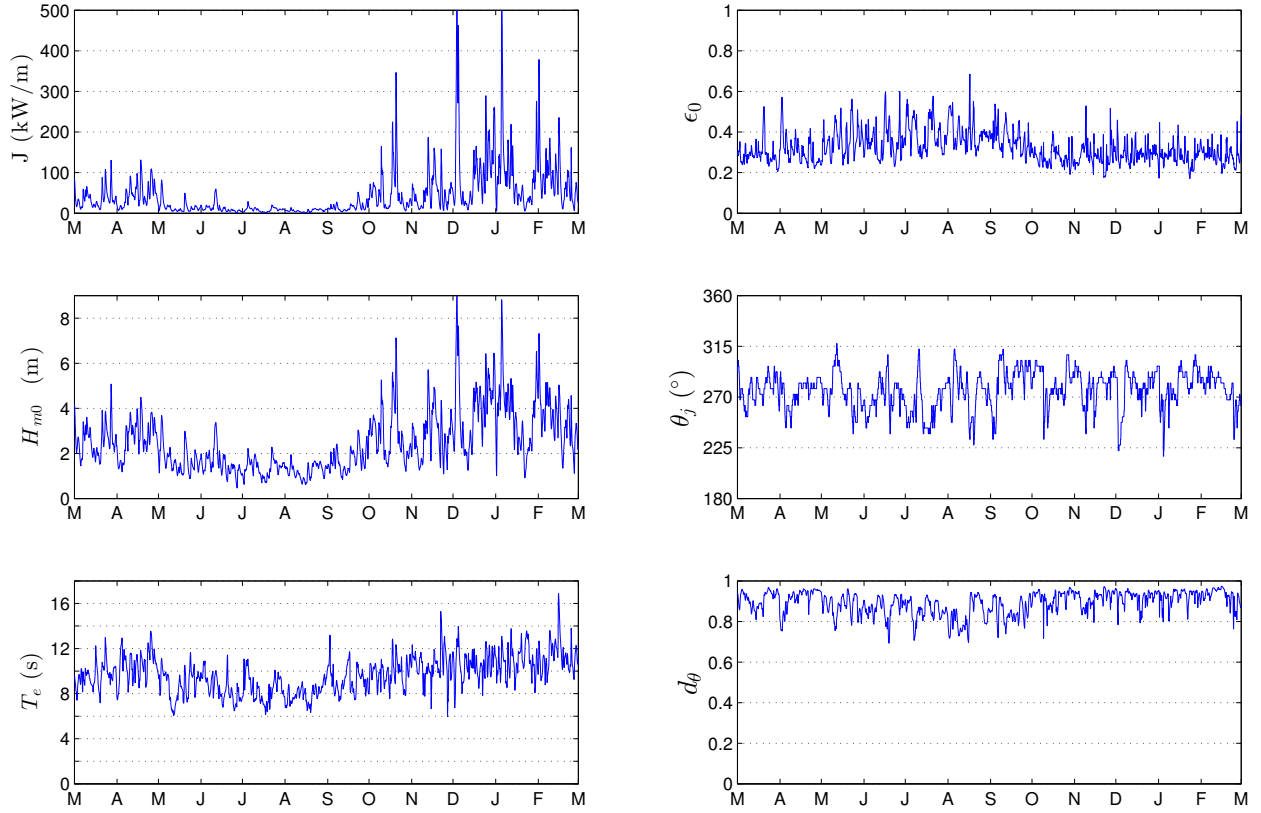 J (kW/m)
500
400
300
200
100
0
M A M J J A S O N D J F M
ϵ0
1
0.8
0.6
0.4
0.2
0
M A M J J A S O N D J F M
Hm0 (m)
8
6
4
2
0
M A M J J A S O N D J F M
θj (°)
360
315
270
225
180
M A M J J A S O N D J F M
Te (s)
16
12
8
4
0
M A M J J A S O N D J F M
dθ
1
0.8
0.6
0.4
0.2
0
M A M J J A S O N D J F M